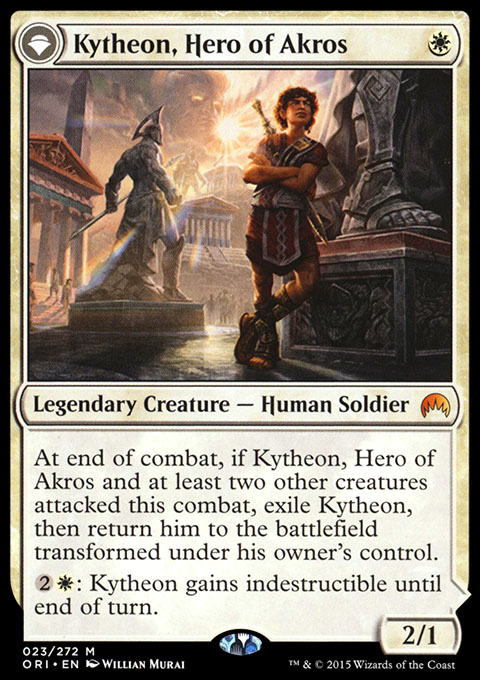 Kytheon, Hero of Akros
Legendary Creature — Human Soldier
At end of combat, if Kytheon, Hero of
Akros and at least two other creatures
attacked this combat, exile Kytheon,
then return him to the battlefield
transformed under his owner's control.
2 : Kytheon gains indestructible until
end of turn.
2/1
023/272 M
ORI • EN Willian Murai
™ & © 2015 Wizards of the Coast